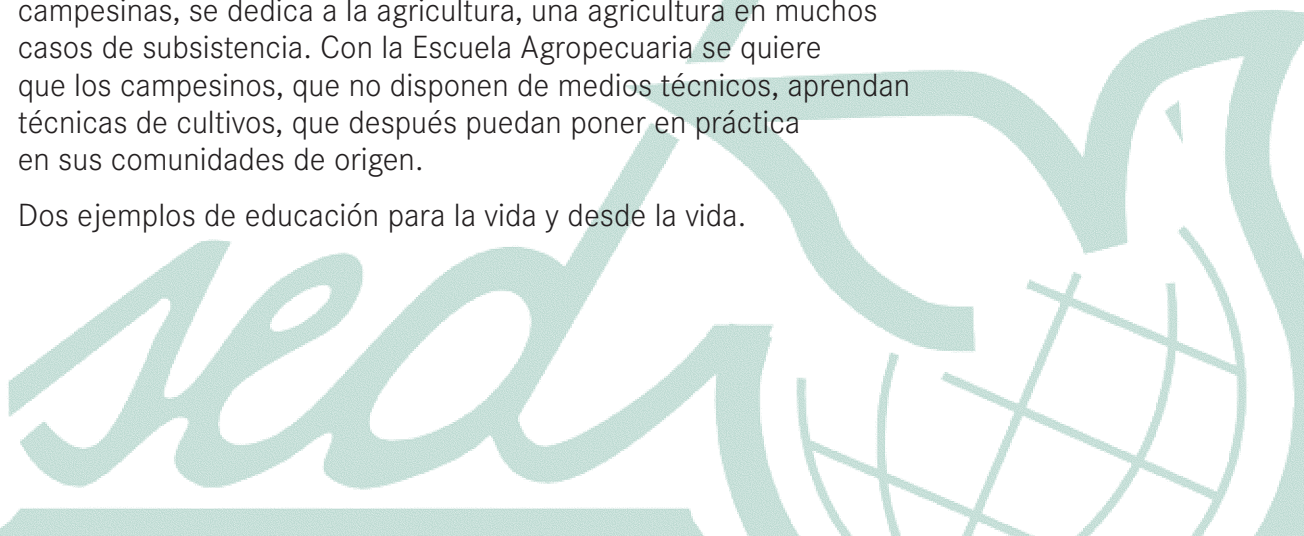 campesinas, se dedica a la agricultura, una agricultura en muchos
casos de subsistencia. Con la Escuela Agropecuaria se quiere
que los campesinos, que no disponen de medios técnicos, aprendan
técnicas de cultivos, que después puedan poner en práctica
en sus comunidades de origen.
Dos ejemplos de educación para la vida y desde la vida.
sed